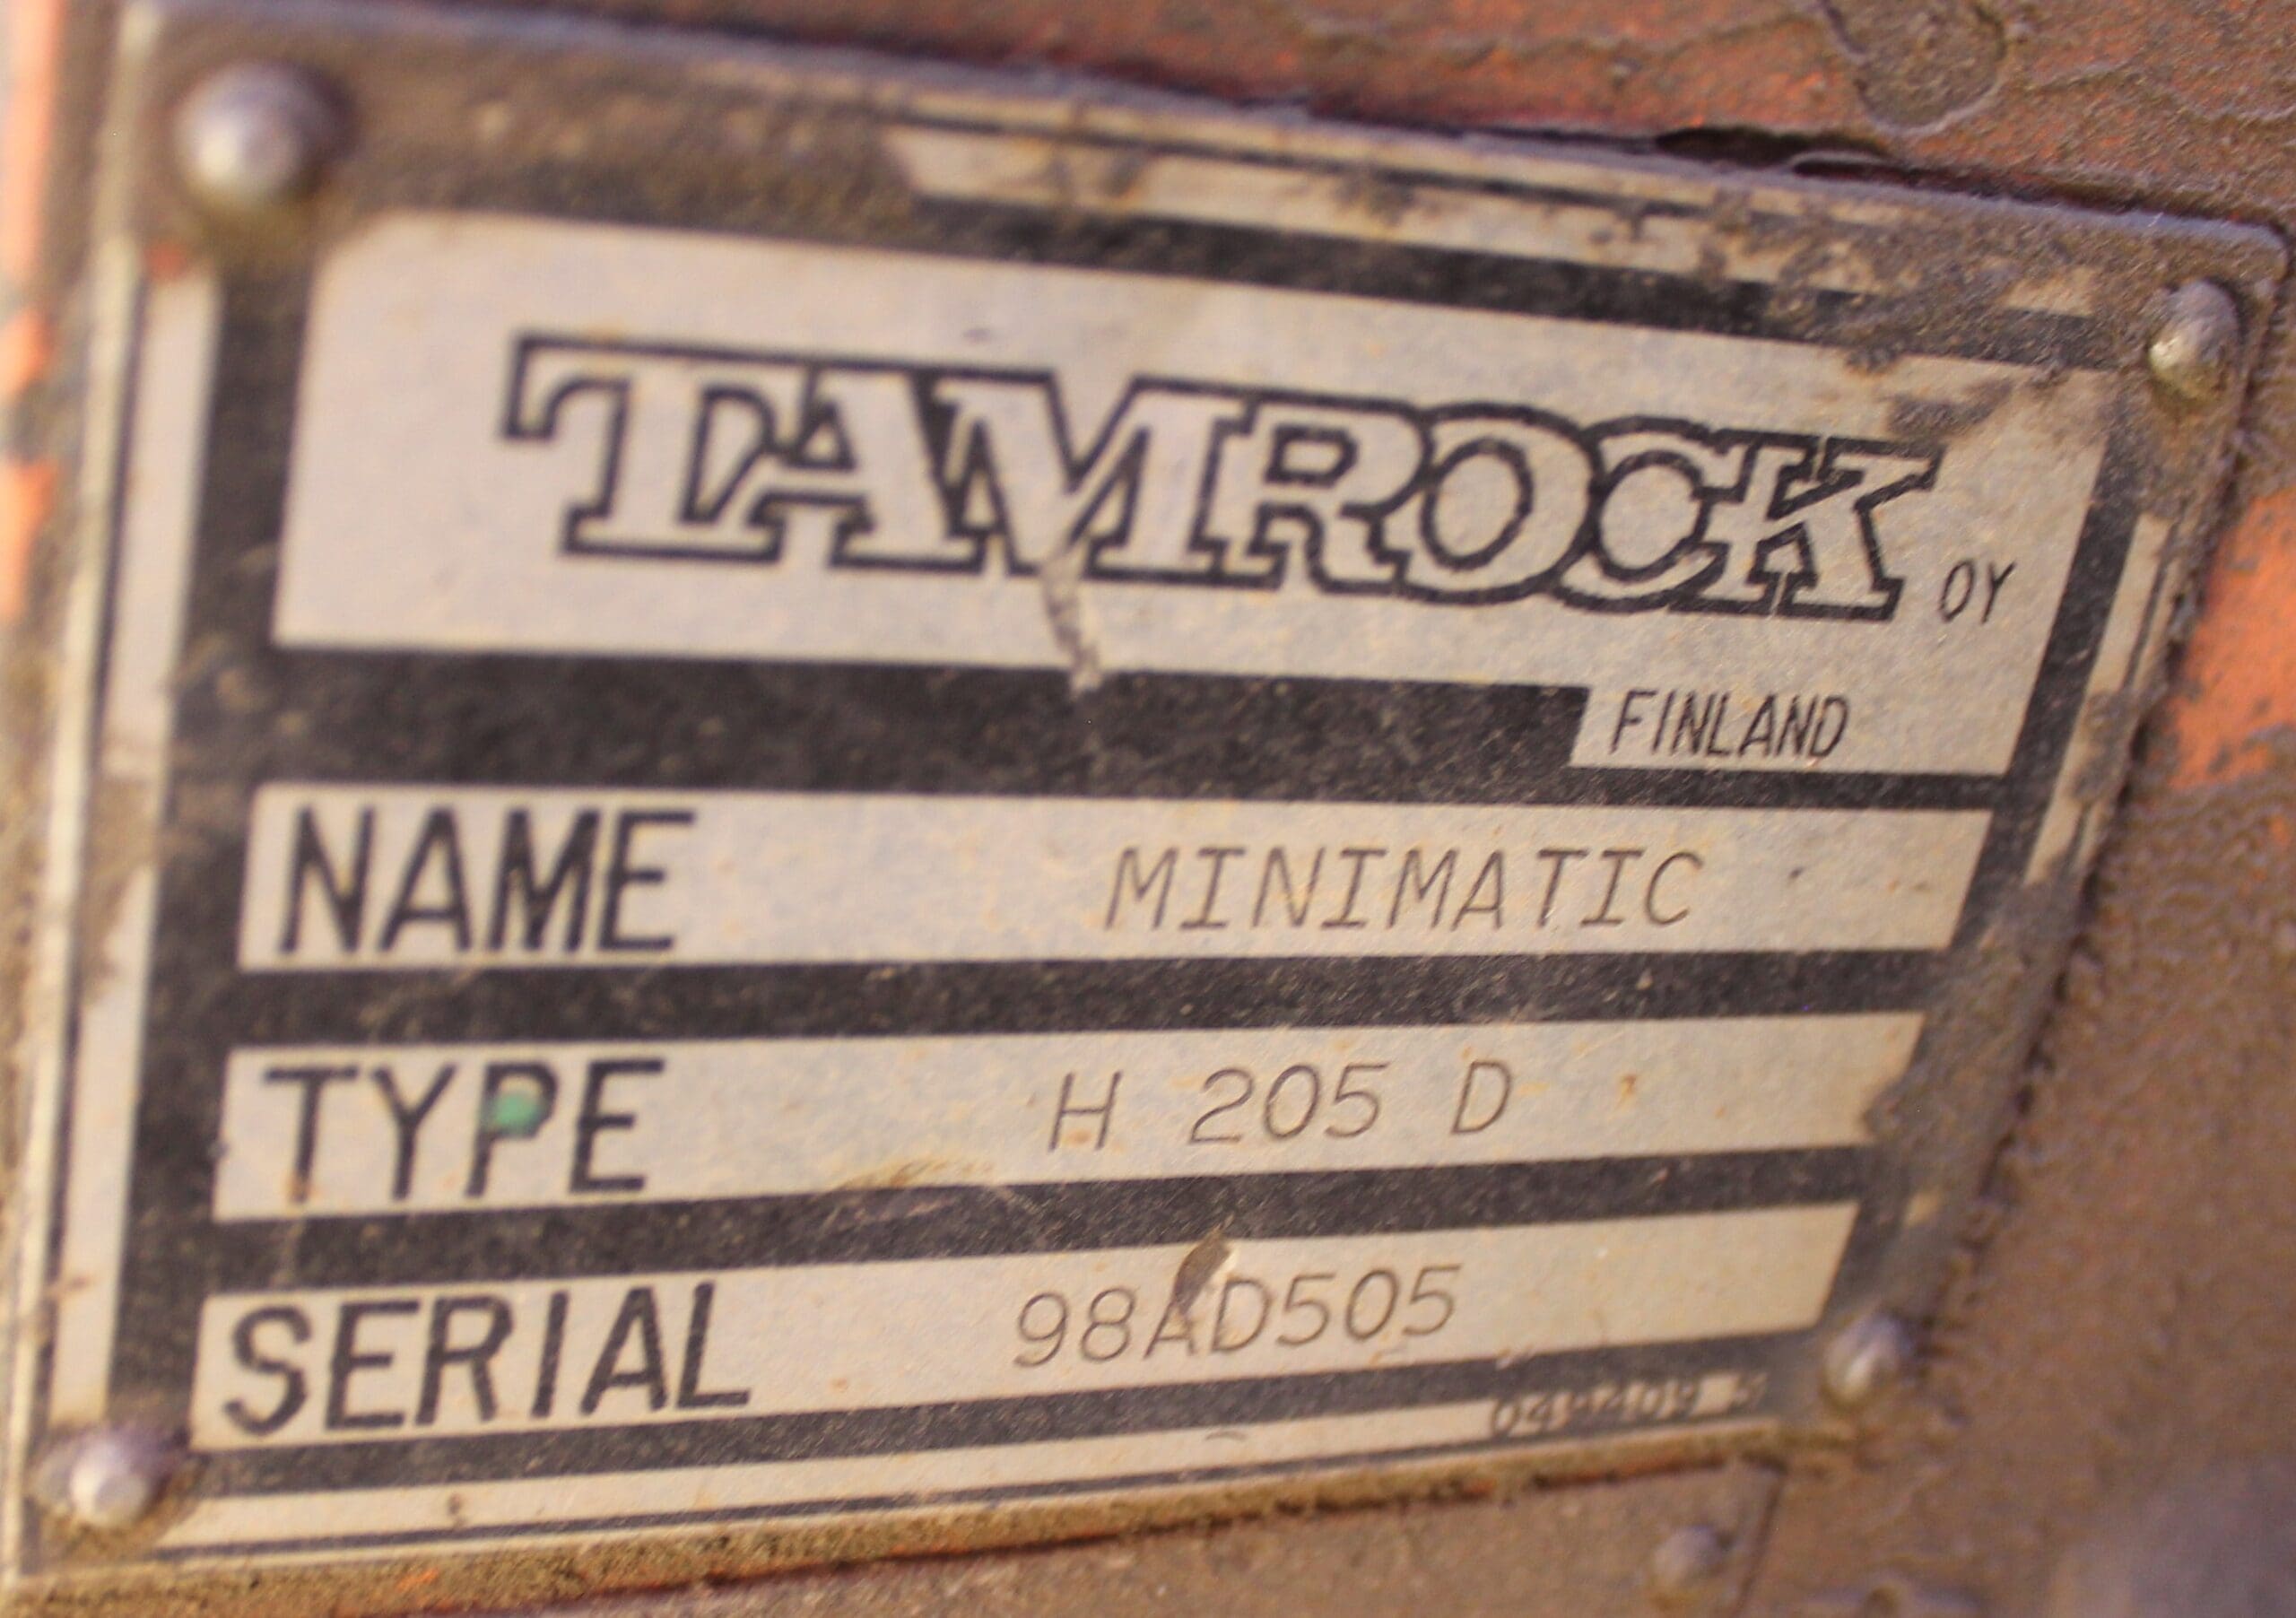 TAMROCK OY
FINLAND
NAME MINIMATIC
TYPE H 205 D
SERIAL 98AD505